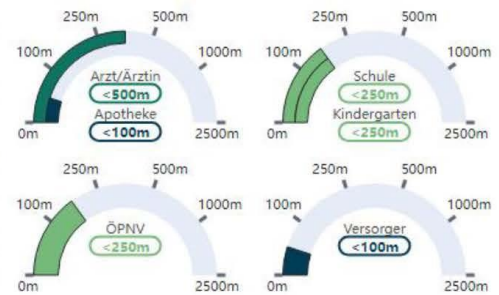 250m 500m
100m 1000m
Arzt/Ärztin
<500m
Apotheke
<100m
0m 2500m
250m 500m
100m 1000m
Schule
<250m
Kindergarten
<250m
0m 2500m
250m 500m
100m 1000m
ÖPNV
<250m
0m 2500m
250m 500m
100m 1000m
Versorger
<100m
0m 2500m